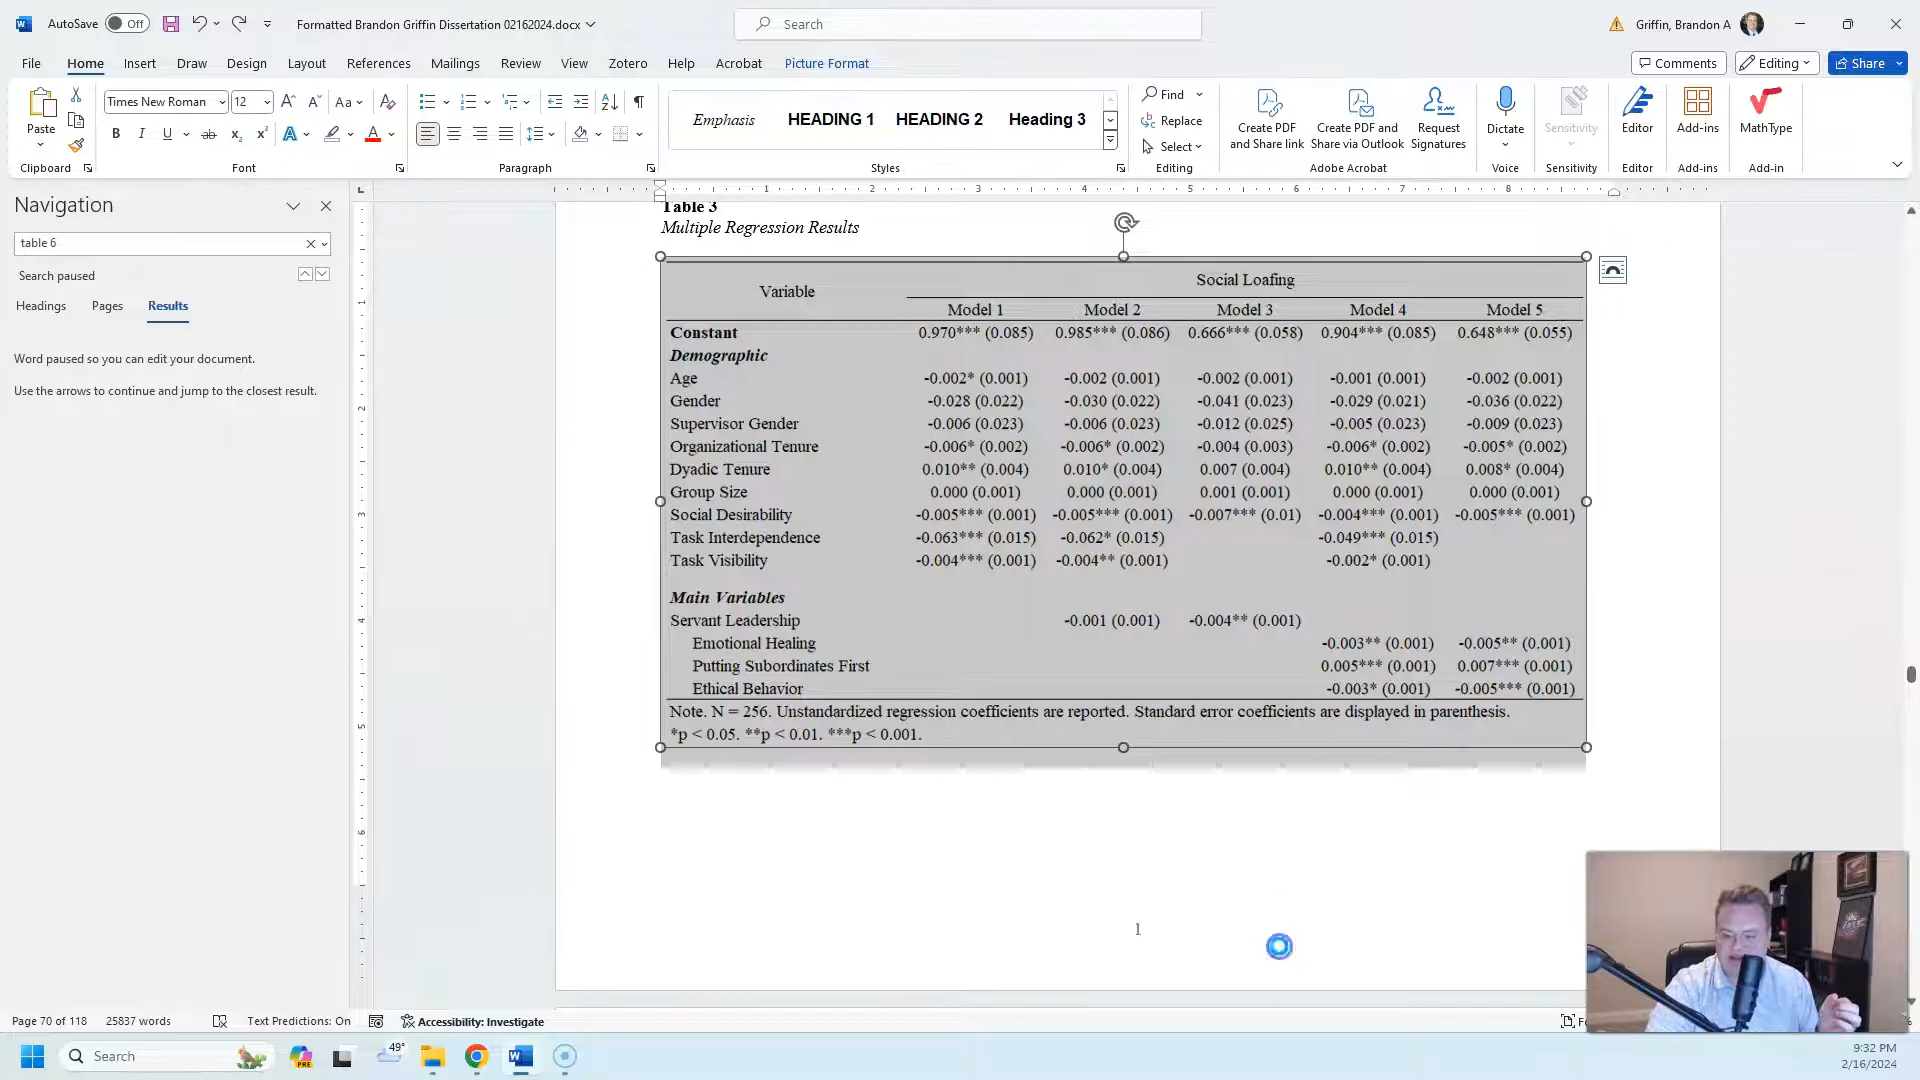 AutoSave Off Formatted Brandon Griffin Dissertation 02162024.docx Search Griffin, Brandon A
File Home Insert Draw Design Layout References Mailings Review View Zotero Help Acrobat Picture Format Comments Editing Share
Paste Times New Roman 12 Emphasis HEADING 1 HEADING 2 Heading 3 Find Replace Select
Create PDF and Share link Create PDF and Share via Outlook Request Signatures Dictate Sensitivity Editor Add-ins MathType
Clipboard Font Paragraph Styles Editing Adobe Acrobat Voice Sensitivity Editor Add-ins Add-in
Navigation
table 6
Search paused
Headings Pages Results
Word paused so you can edit your document.
Use the arrows to continue and jump to the closest result.
Table 3
Multiple Regression Results
Variable Social Loafing
Model 1 Model 2 Model 3 Model 4 Model 5
Constant 0.970*** (0.085) 0.985*** (0.086) 0.666*** (0.058) 0.904*** (0.085) 0.648*** (0.055)
Demographic
Age -0.002* (0.001) -0.002 (0.001) -0.002 (0.001) -0.001 (0.001) -0.002 (0.001)
Gender -0.028 (0.022) -0.030 (0.022) -0.041 (0.023) -0.029 (0.021) -0.036 (0.022)
Supervisor Gender -0.006 (0.023) -0.006 (0.023) -0.012 (0.025) -0.005 (0.023) -0.009 (0.023)
Organizational Tenure -0.006* (0.002) -0.006* (0.002) -0.004 (0.003) -0.006* (0.002) -0.005* (0.002)
Dyadic Tenure 0.010** (0.004) 0.010* (0.004) 0.007 (0.004) 0.010** (0.004) 0.008* (0.004)
Group Size 0.000 (0.001) 0.000 (0.001) 0.001 (0.001) 0.000 (0.001) 0.000 (0.001)
Social Desirability -0.005*** (0.001) -0.005*** (0.001) -0.007*** (0.01) -0.004*** (0.001) -0.005*** (0.001)
Task Interdependence -0.063*** (0.015) -0.062* (0.015) -0.049*** (0.015)
Task Visibility -0.004*** (0.001) -0.004** (0.001) -0.002* (0.001)
Main Variables
Servant Leadership -0.001 (0.001) -0.004** (0.001)
Emotional Healing -0.003** (0.001) -0.005** (0.001)
Putting Subordinates First 0.005*** (0.001) 0.007*** (0.001)
Ethical Behavior -0.003* (0.001) -0.005*** (0.001)
Note. N = 256. Unstandardized regression coefficients are reported. Standard error coefficients are displayed in parenthesis.
*p < 0.05. **p < 0.01. ***p < 0.001.
1
Page 70 of 118 25837 words Text Predictions: On Accessibility: Investigate
Search 49° 9:32 PM
2/16/2024